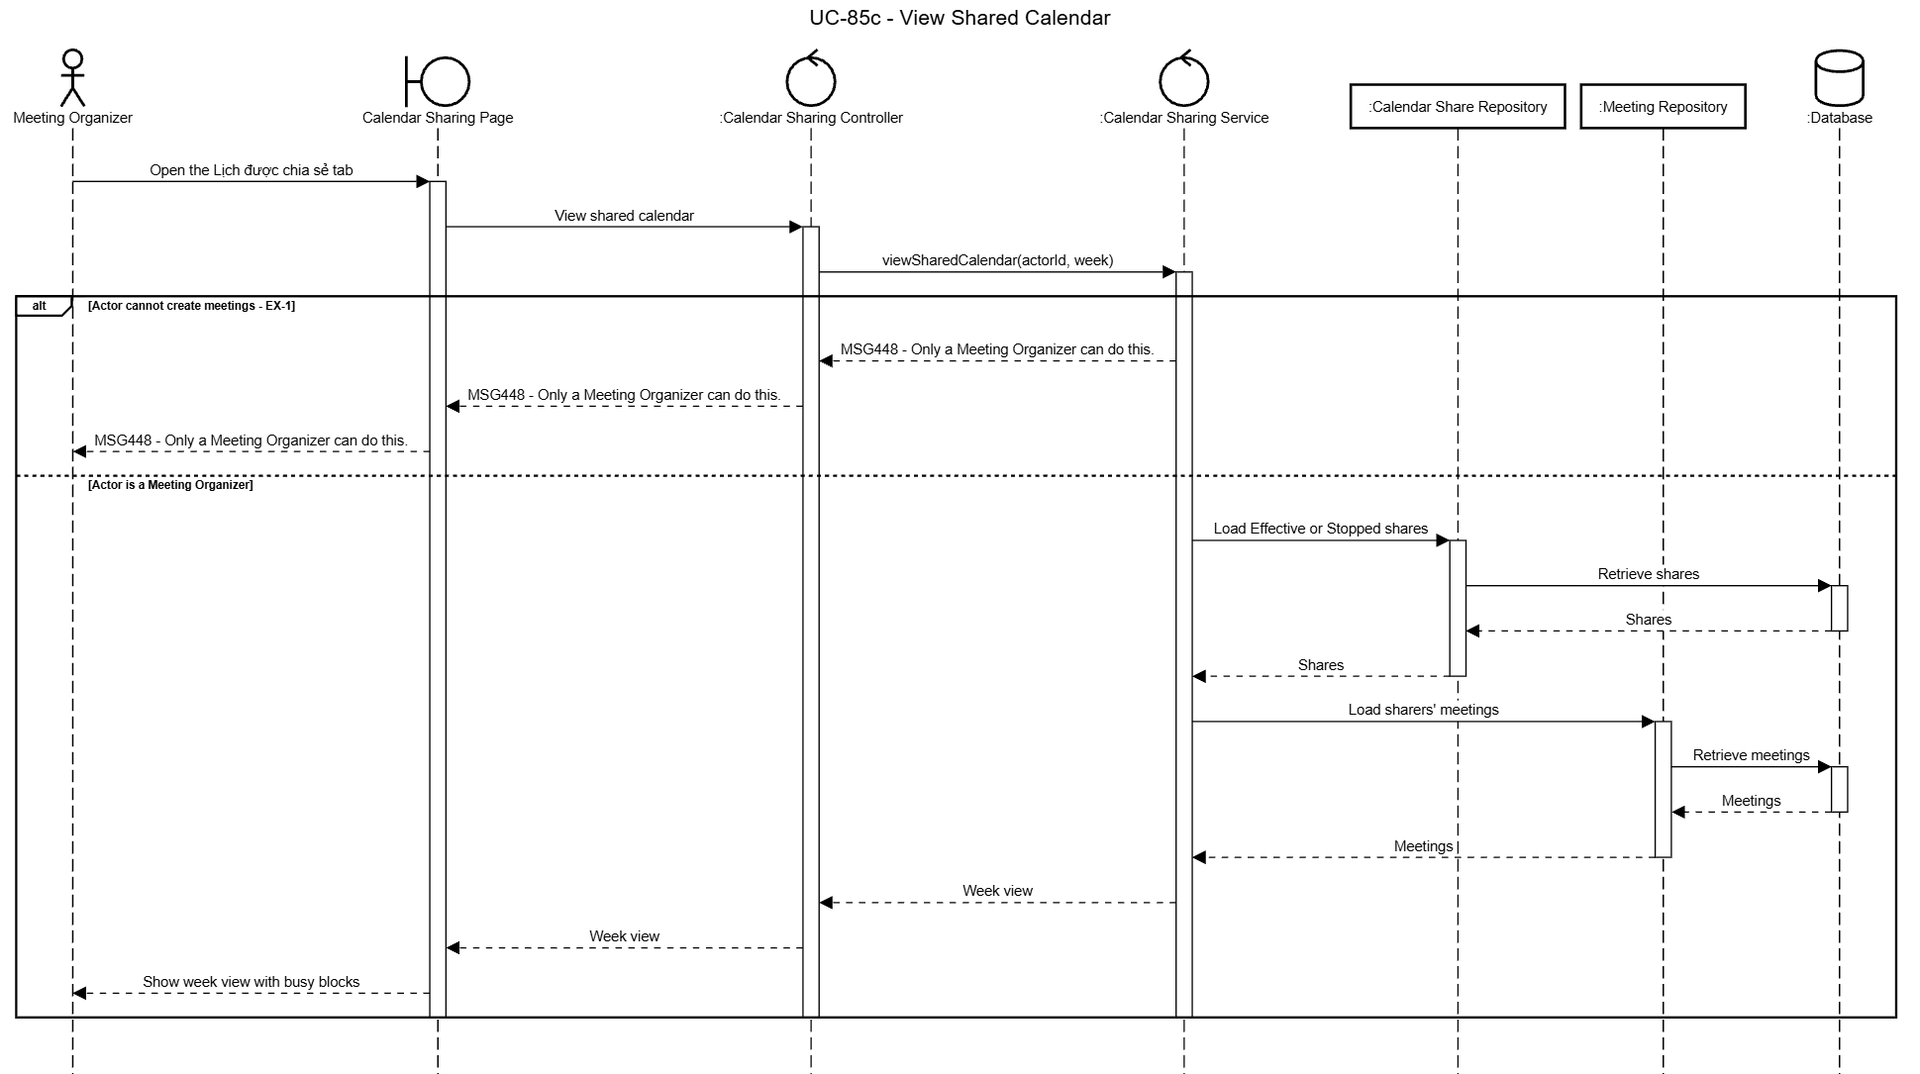 UC-85c - View Shared Calendar
Meeting Organizer
Calendar Sharing Page
:Calendar Sharing Controller
:Calendar Sharing Service
:Calendar Share Repository
:Meeting Repository
:Database
Open the Lịch được chia sẻ tab
View shared calendar
viewSharedCalendar(actorId, week)
alt
[Actor cannot create meetings - EX-1]
MSG448 - Only a Meeting Organizer can do this.
MSG448 - Only a Meeting Organizer can do this.
MSG448 - Only a Meeting Organizer can do this.
[Actor is a Meeting Organizer]
Load Effective or Stopped shares
Retrieve shares
Shares
Shares
Load sharers' meetings
Retrieve meetings
Meetings
Meetings
Week view
Week view
Show week view with busy blocks